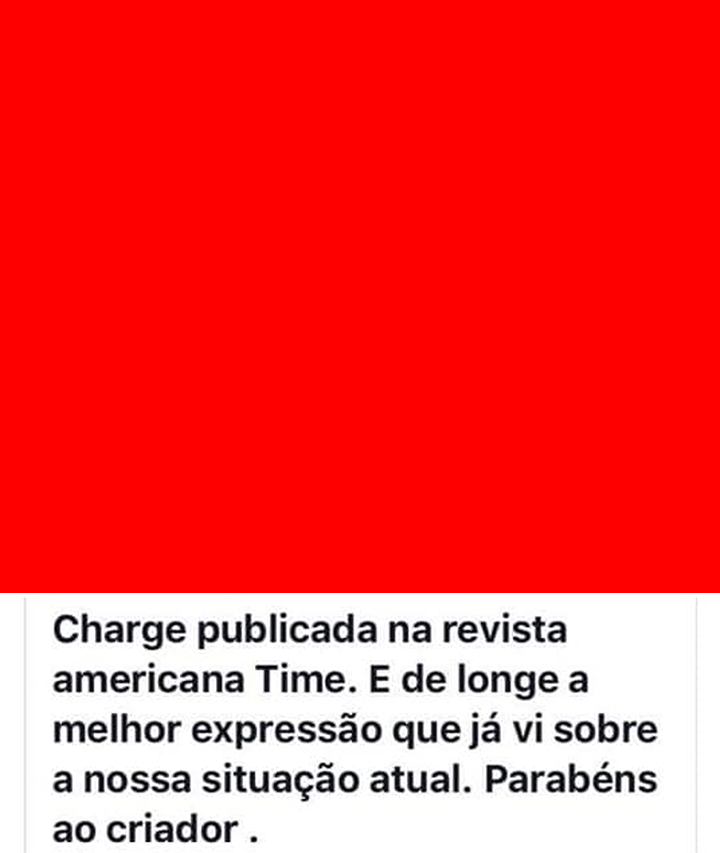 Charge publicada na revista
americana Time. E de longe a
melhor expressão que já vi sobre
a nossa situação atual. Parabéns
ao criador .